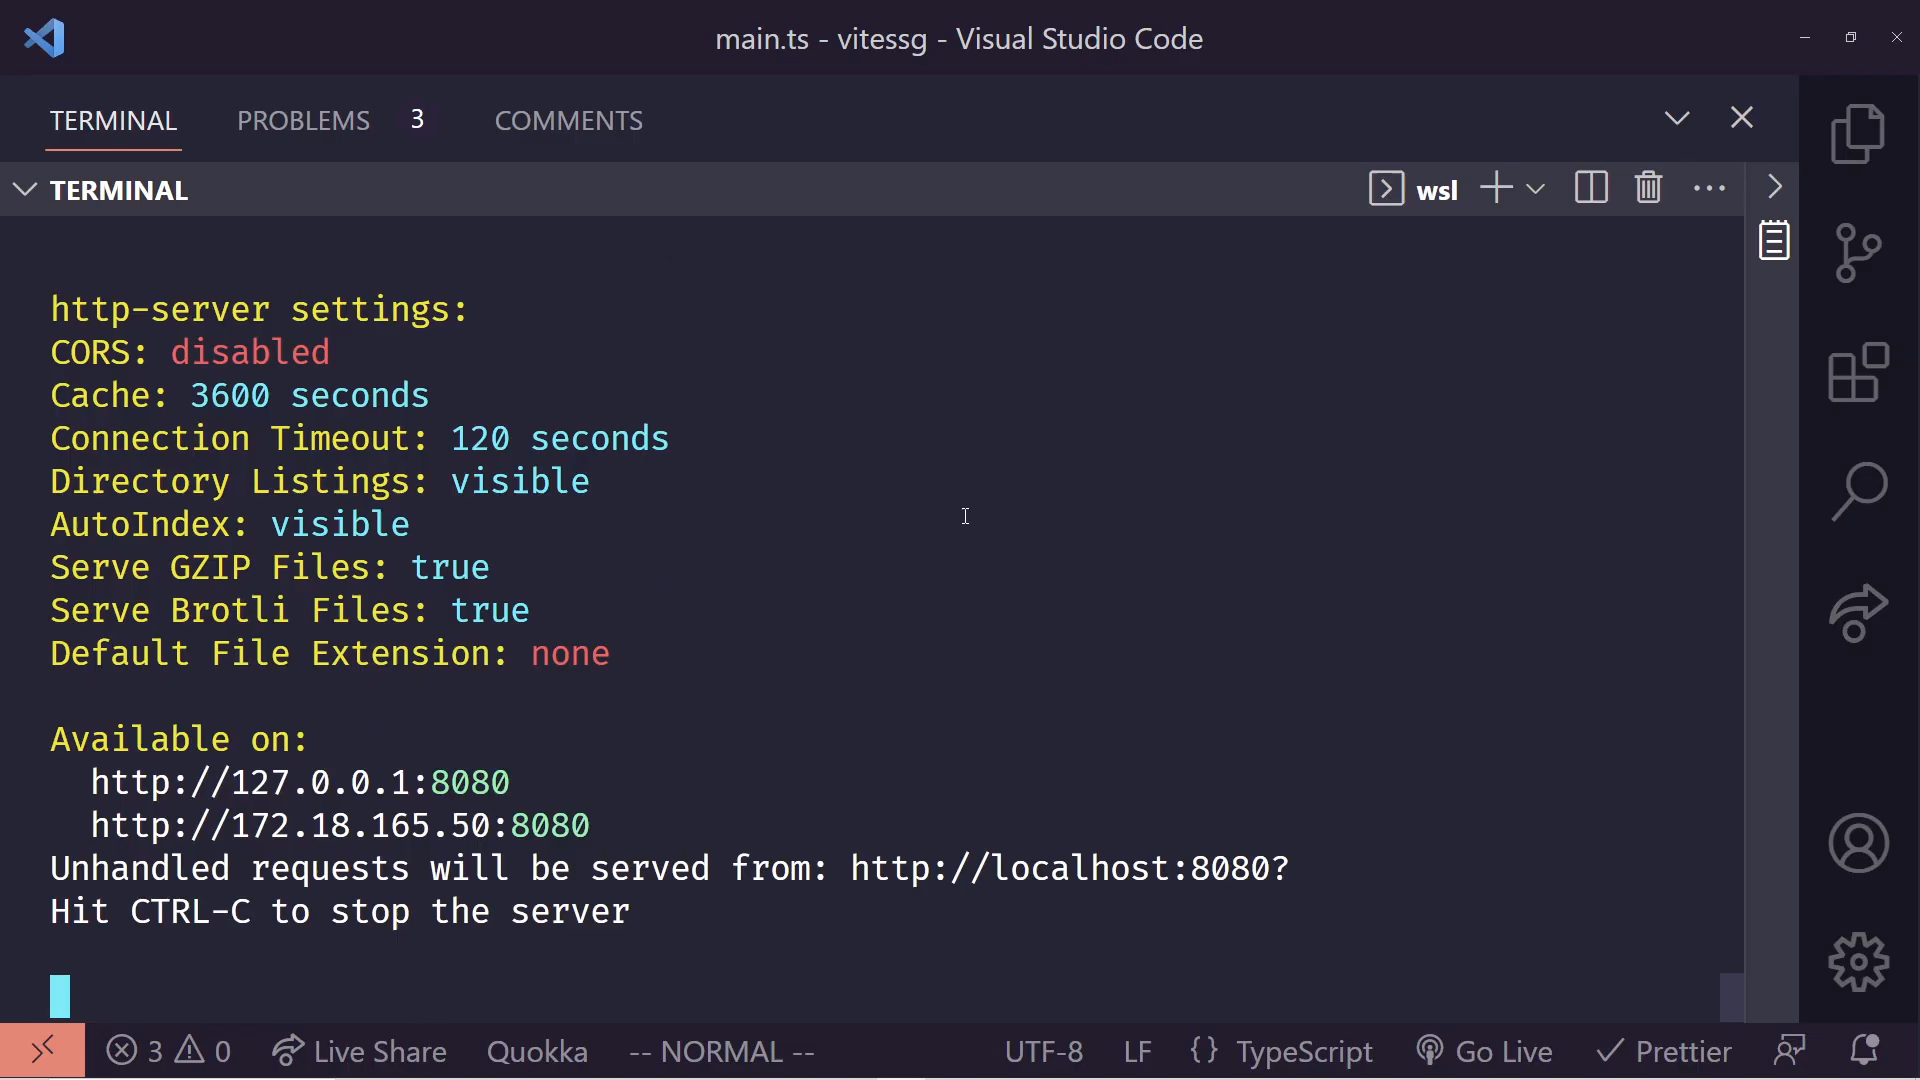 main.ts - vitessg - Visual Studio Code
TERMINAL PROBLEMS 3 COMMENTS
TERMINAL wsl
http-server settings:
CORS: disabled
Cache: 3600 seconds
Connection Timeout: 120 seconds
Directory Listings: visible
AutoIndex: visible
Serve GZIP Files: true
Serve Brotli Files: true
Default File Extension: none
Available on:
http://127.0.0.1:8080
http://172.18.165.50:8080
Unhandled requests will be served from: http://localhost:8080?
Hit CTRL-C to stop the server
3 0 Live Share Quokka -- NORMAL -- UTF-8 LF {} TypeScript Go Live Prettier